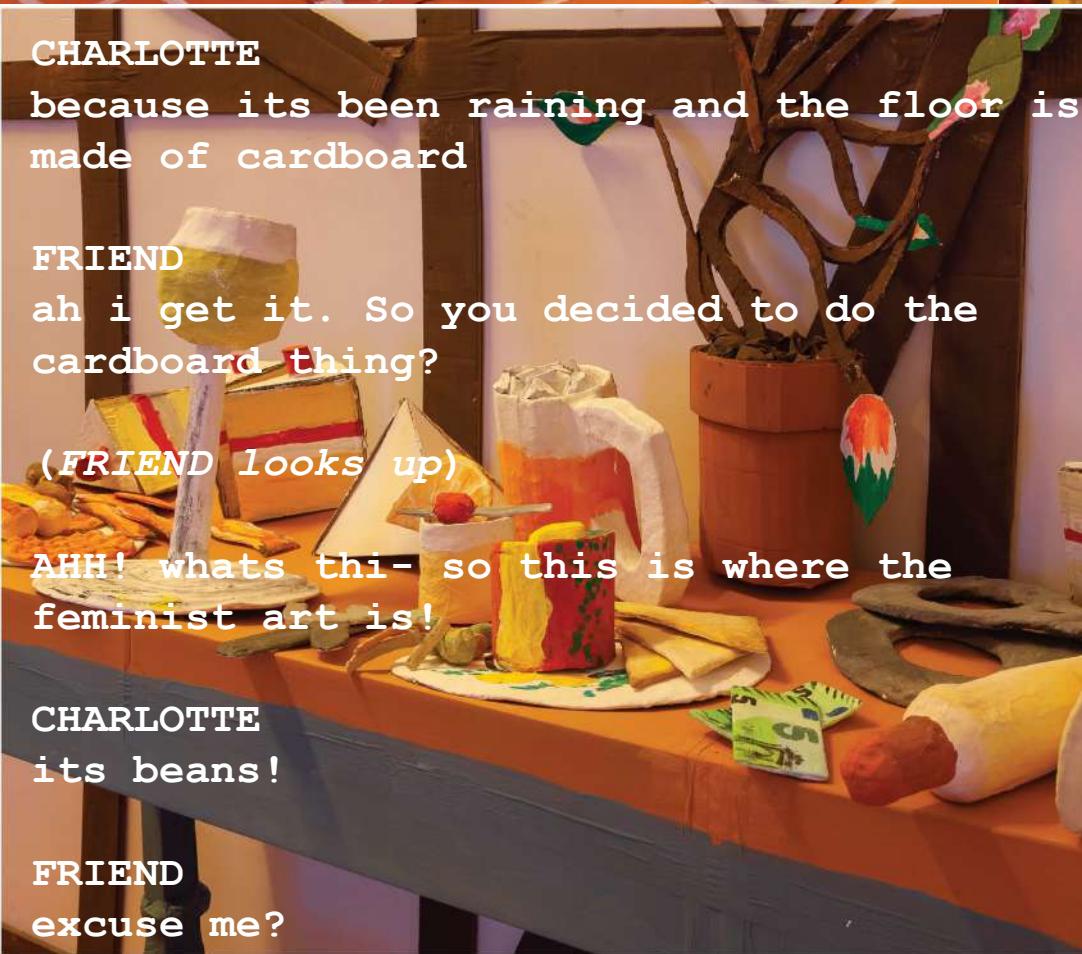 CHARLOTTE
because its been raining and the floor is
made of cardboard
FRIEND
ah i get it. So you decided to do the
cardboard thing?
(FRIEND looks up)
AHH! whats thi- so this is where the
feminist art is!
CHARLOTTE
its beans!
FRIEND
excuse me?
5
5